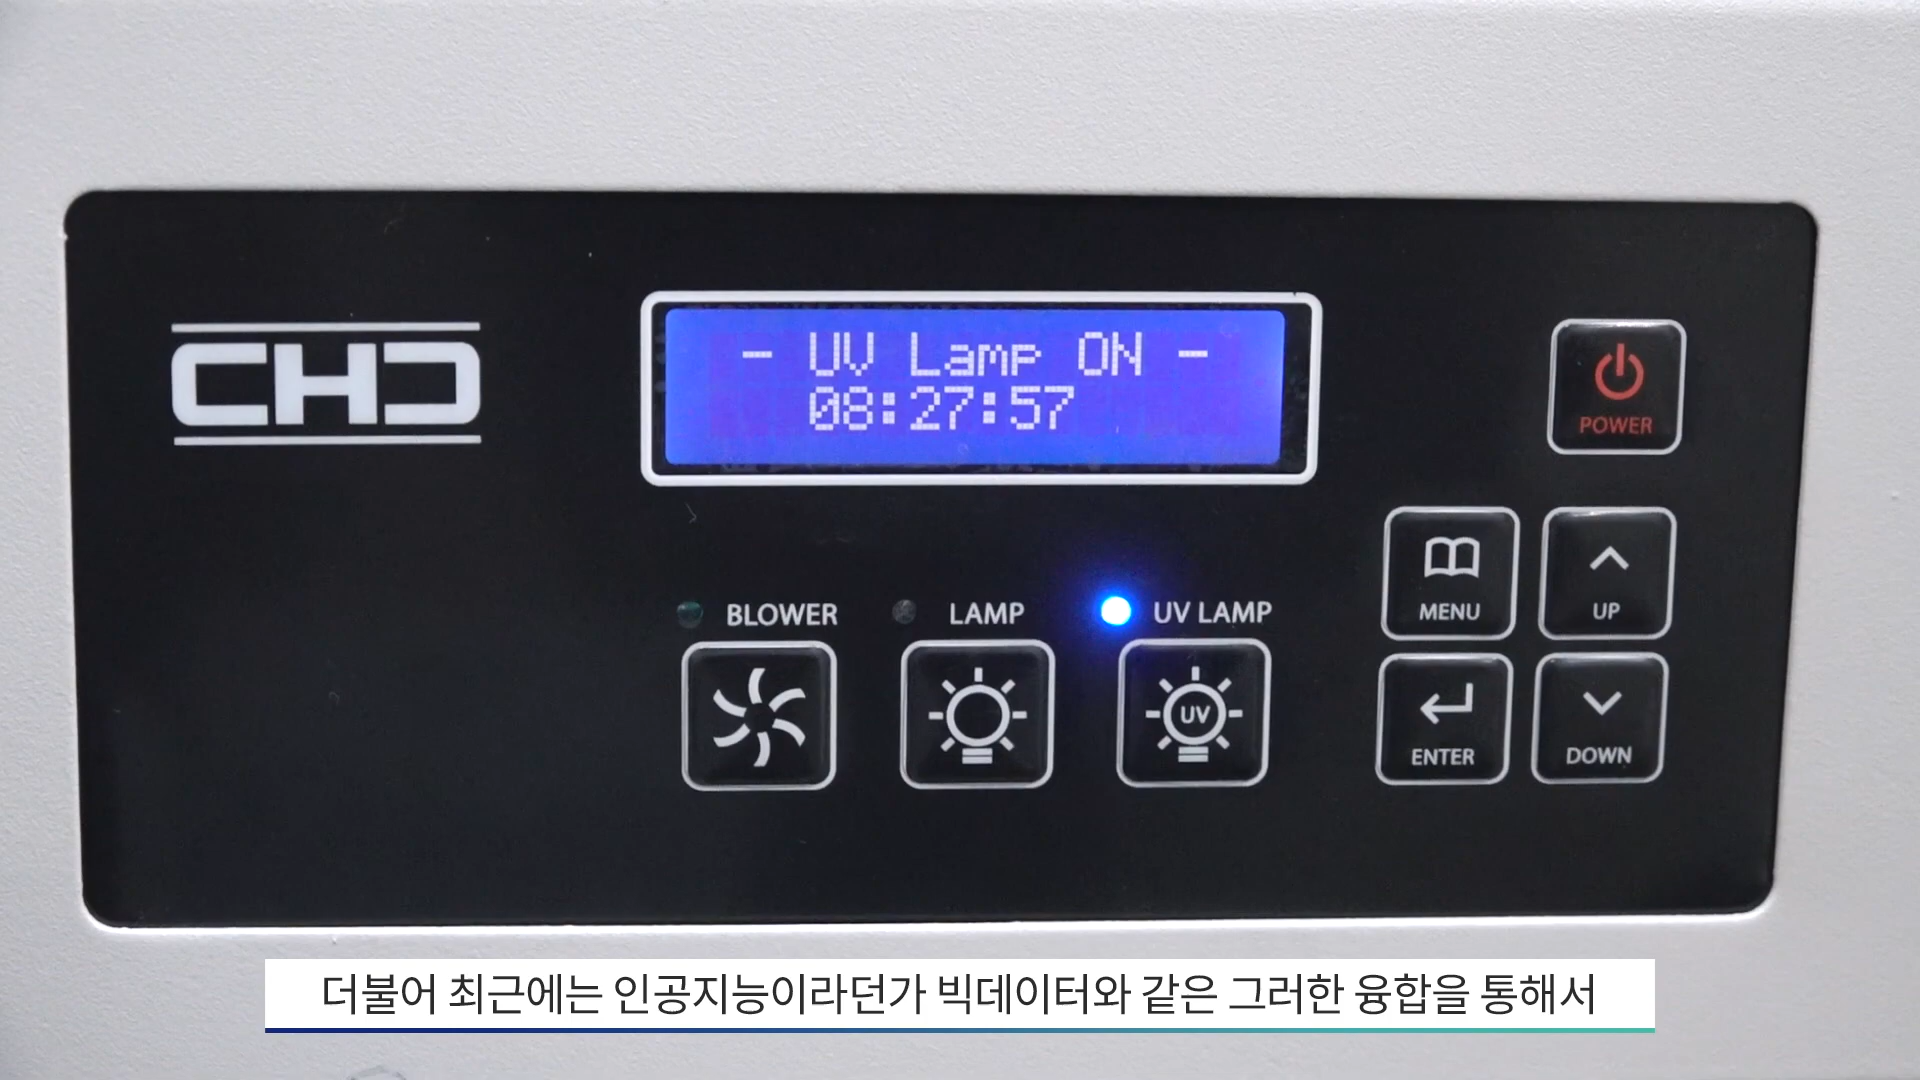 CHC
- UV Lamp ON -
08:27:57
POWER
BLOWER
LAMP
UV LAMP
UV
MENU
UP
ENTER
DOWN
더불어 최근에는 인공지능이라던가 빅데이터와 같은 그러한 융합을 통해서